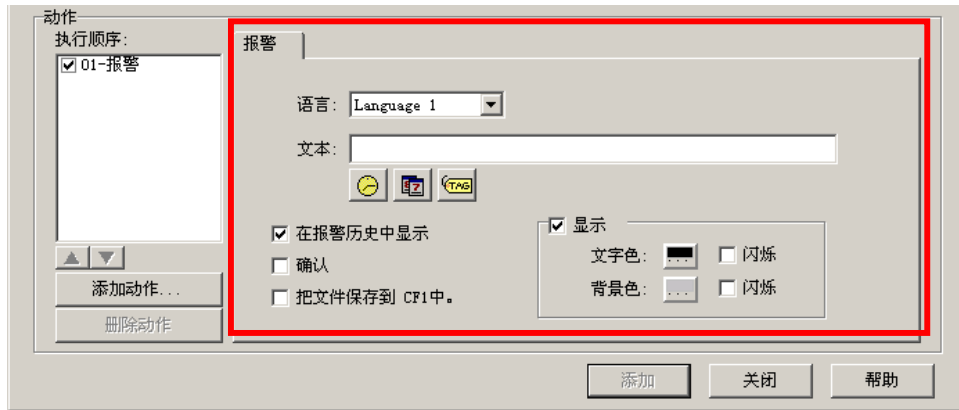 动作
执行顺序:
01-报警
添加动作...
删除动作
报警
语言: Language 1
文本:
TAG
在报警历史中显示
确认
把文件保存到 CF1中。
显示
文字色: ... 闪烁
背景色: ... 闪烁
添加 关闭 帮助